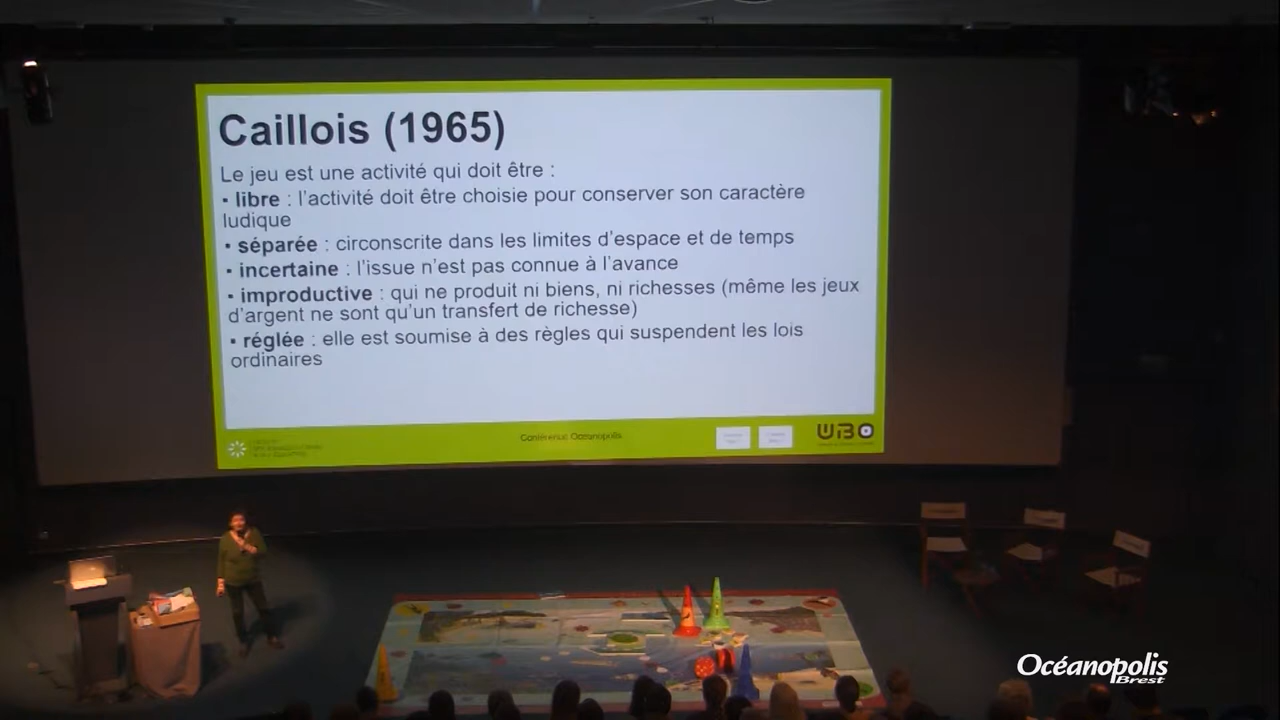 Caillois (1965)
Le jeu est une activité qui doit être :
▪ libre : l’activité doit être choisie pour conserver son caractère
ludique
▪ séparée : circonscrite dans les limites d’espace et de temps
▪ incertaine : l’issue n’est pas connue à l’avance
▪ improductive : qui ne produit ni biens, ni richesses (même les jeux
d’argent ne sont qu’un transfert de richesse)
▪ réglée : elle est soumise à des règles qui suspendent les lois
ordinaires
Conférence Océanopolis
UBO
Océanopolis
Brest